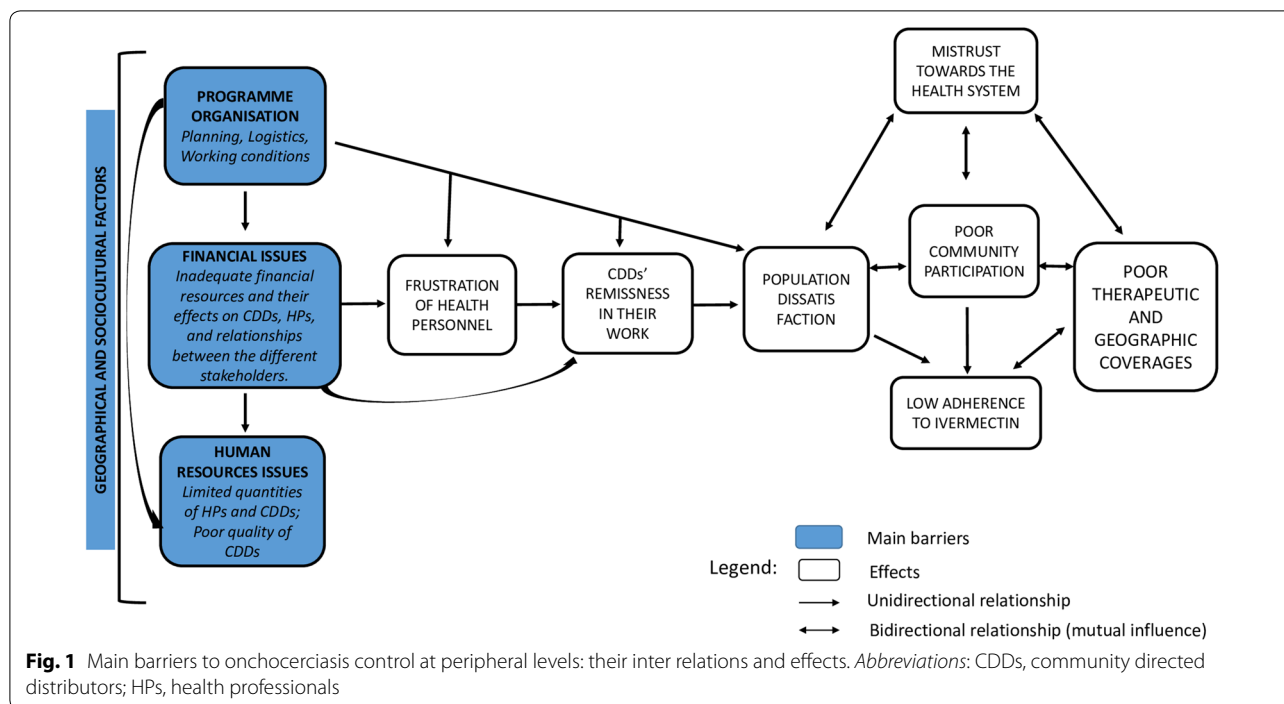 GEOGRAPHICAL AND SOCIOCULTURAL FACTORS
PROGRAMME
ORGANISATION
Planning, Logistics,
Working conditions
FINANCIAL ISSUES
Inadequate financial
resources and their
effects on CDDs, HPs,
and relationships
between the different
stakeholders.
HUMAN
RESOURCES ISSUES
Limited quantities
of HPs and CDDs;
Poor quality of
CDDs
FRUSTRATION
OF HEALTH
PERSONNEL
CDDs'
REMISSNESS
IN THEIR
WORK
POPULATION
DISSATIS
FACTION
MISTRUST
TOWARDS THE
HEALTH SYSTEM
POOR
COMMUNITY
PARTICIPATION
LOW ADHERENCE
TO IVERMECTIN
POOR
THERAPEUTIC
AND
GEOGRAPHIC
COVERAGES
Legend:
Main barriers
Effects
Unidirectional relationship
Bidirectional relationship (mutual influence)
Fig. 1 Main barriers to onchocerciasis control at peripheral levels: their inter relations and effects. Abbreviations: CDDs, community directed
distributors; HPs, health professionals